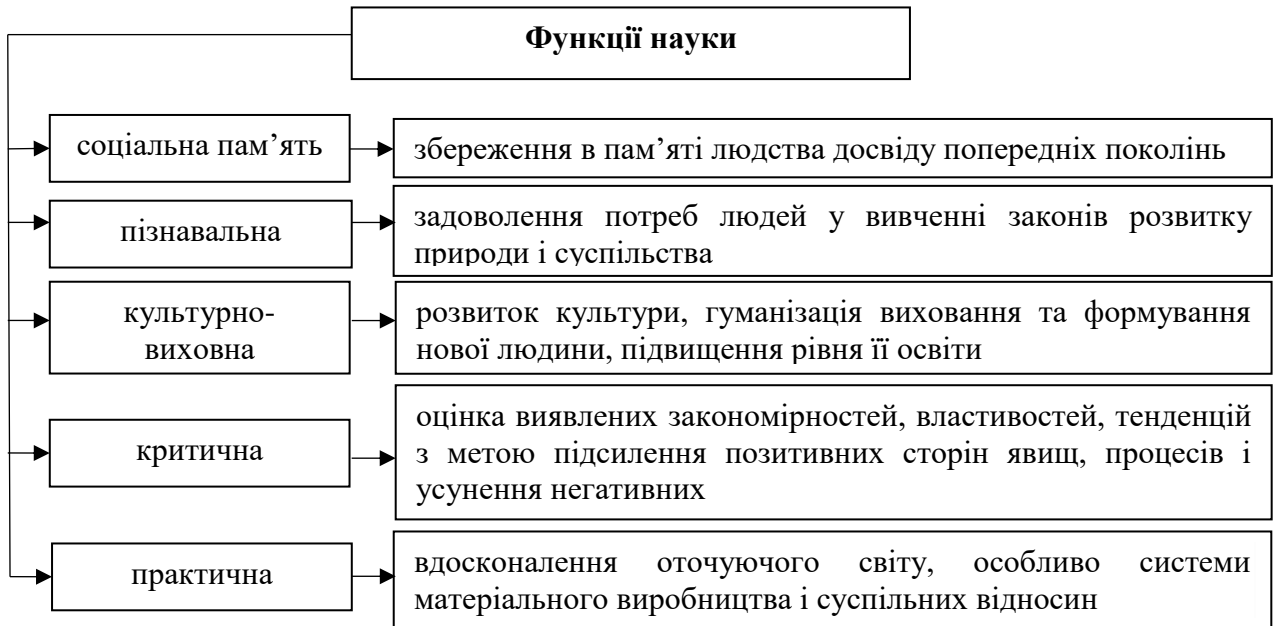 Функції науки
соціальна пам’ять
збереження в пам’яті людства досвіду попередніх поколінь
пізнавальна
задоволення потреб людей у вивченні законів розвитку
природи і суспільства
культурно-
виховна
розвиток культури, гуманізація виховання та формування
нової людини, підвищення рівня її освіти
критична
оцінка виявлених закономірностей, властивостей, тенденцій
з метою підсилення позитивних сторін явищ, процесів і
усунення негативних
практична
вдосконалення оточуючого світу, особливо системи
матеріального виробництва і суспільних відносин